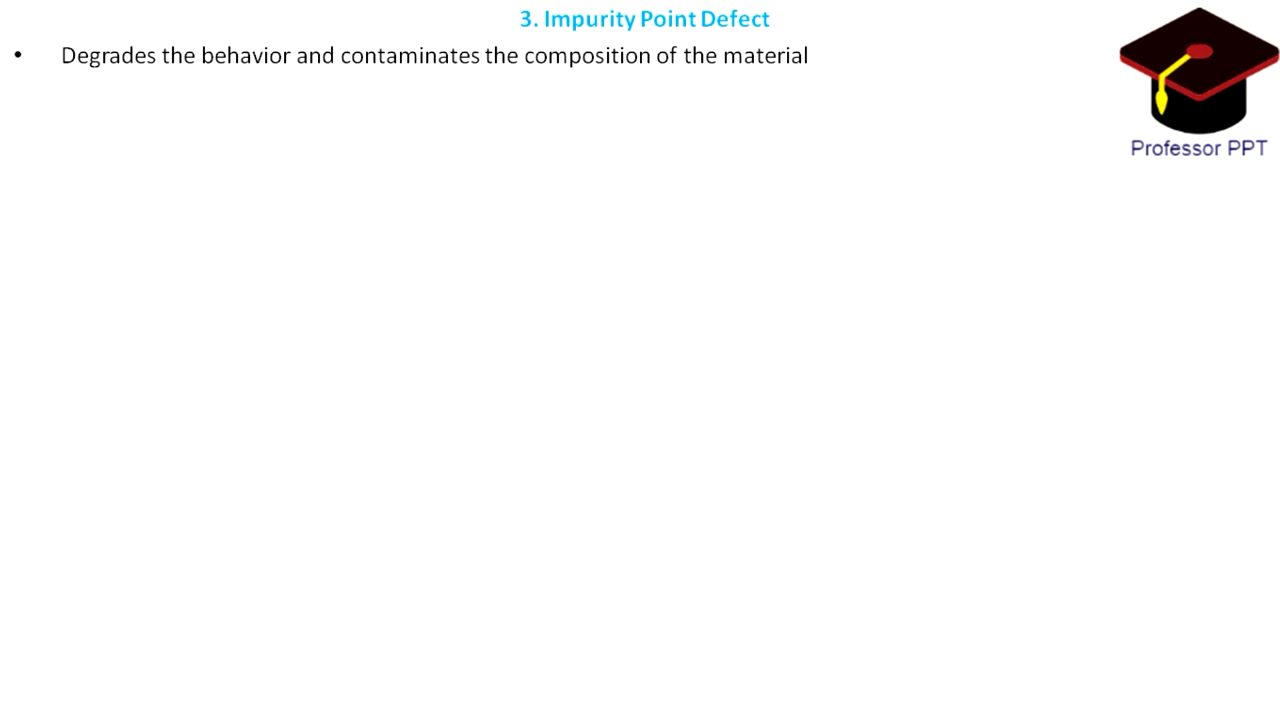 3. Impurity Point Defect
• Degrades the behavior and contaminates the composition of the material
Professor PPT